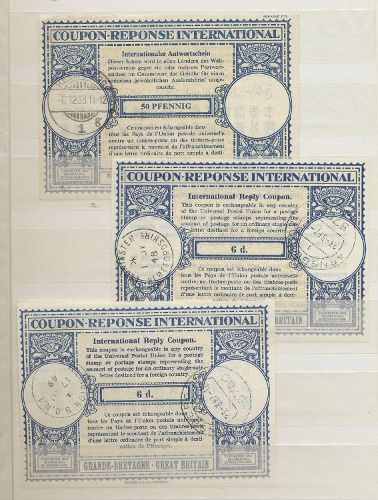 COUPON-RÉPONSE INTERNATIONAL
Internationaler Antwortschein
Dieser Schein wird in allen Ländern des Welt-
postvereins gegen ein oder mehrere Postwert-
zeichen im Gesamtwert der Gebühr für einen
einfachen gewöhnlichen Auslandsbrief umge-
tauscht.
50 PFENNIG
Ce coupon est échangeable dans
tous les Pays de l'Union postale universelle
contre un timbre-poste ou des timbres-poste
représentant le montant de l'affranchissement
d'une lettre ordinaire de port simple à desti-
COUPON-RÉPONSE INTERNATIONAL
International Reply Coupon.
This coupon is exchangeable in any country
of the Universal Postal Union for a postage
stamp or postage stamps representing the
amount of postage for an ordinary single-rate
letter destined for a foreign country.
6 d.
Ce coupon est échangeable dans
tous les Pays de l'Union postale universelle
contre un timbre-poste ou des timbres-poste
représentant le montant de l'affranchissement
d'une lettre ordinaire de port simple à desti-
BRITAIN
COUPON-RÉPONSE INTERNATIONAL
International Reply Coupon.
This coupon is exchangeable in any country
of the Universal Postal Union for a postage
stamp or postage stamps representing the
amount of postage for an ordinary single-rate
letter destined for a foreign country.
6 d.
Ce coupon est échangeable dans
tous les Pays de l'Union postale universelle
contre un timbre-poste ou des timbres-poste
représentant le montant de l'affranchissement
d'une lettre ordinaire de port simple à desti-
nation de l'étranger.
GRANDE-BRETAGNE - GREAT BRITAIN